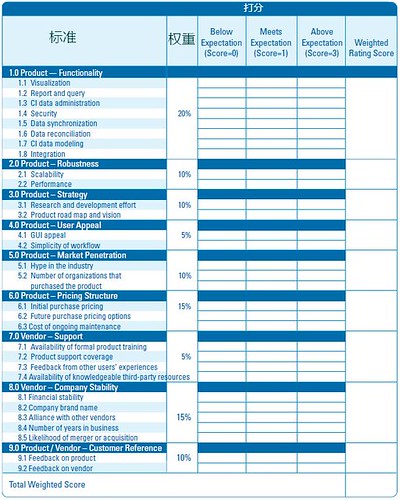 打分
标准
权重
Below
Expectation
(Score=0)
Meets
Expectation
(Score=1)
Above
Expectation
(Score=3)
Weighted
Rating Score
1.0 Product — Functionality
1.1 Visualization
1.2 Report and query
1.3 CI data administration
1.4 Security
20%
1.5 Data synchronization
1.6 Data reconciliation
1.7 CI data modeling
1.8 Integration
2.0 Product – Robustness
2.1 Scalability
10%
2.2 Performance
3.0 Product – Strategy
3.1 Research and development effort
10%
3.2 Product road map and vision
4.0 Product – User Appeal
4.1 GUI appeal
5%
4.2 Simplicity of workflow
5.0 Product – Market Penetration
5.1 Hype in the industry
5.2 Number of organizations that
10%
purchased the product
6.0 Product – Pricing Structure
6.1 Initial purchase pricing
15%
6.2 Future purchase pricing options
6.3 Cost of ongoing maintenance
7.0 Vendor – Support
7.1 Availability of formal product training
7.2 Product support coverage
5%
7.3 Feedback from other users' experiences
7.4 Availability of knowledgeable third-party resources
8.0 Vendor – Company Stability
8.1 Financial stability
8.2 Company brand name
8.3 Alliance with other vendors
15%
8.4 Number of years in business
8.5 Likelihood of merger or acquisition
9.0 Product / Vendor – Customer Reference
9.1 Feedback on product
10%
9.2 Feedback on vendor
Total Weighted Score